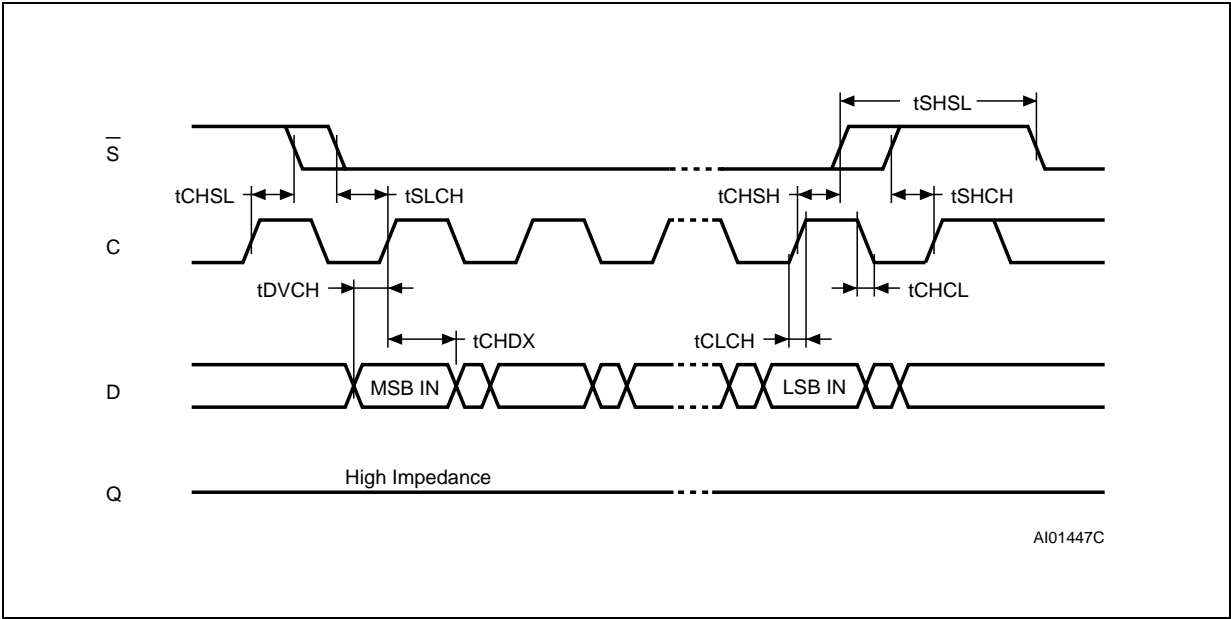 tSHSL
S̅
tCHSL
tSLCH
tCHSH
tSHCH
C
tDVCH
tCHCL
tCHDX
tCLCH
D
MSB IN
LSB IN
High Impedance
Q
AI01447C